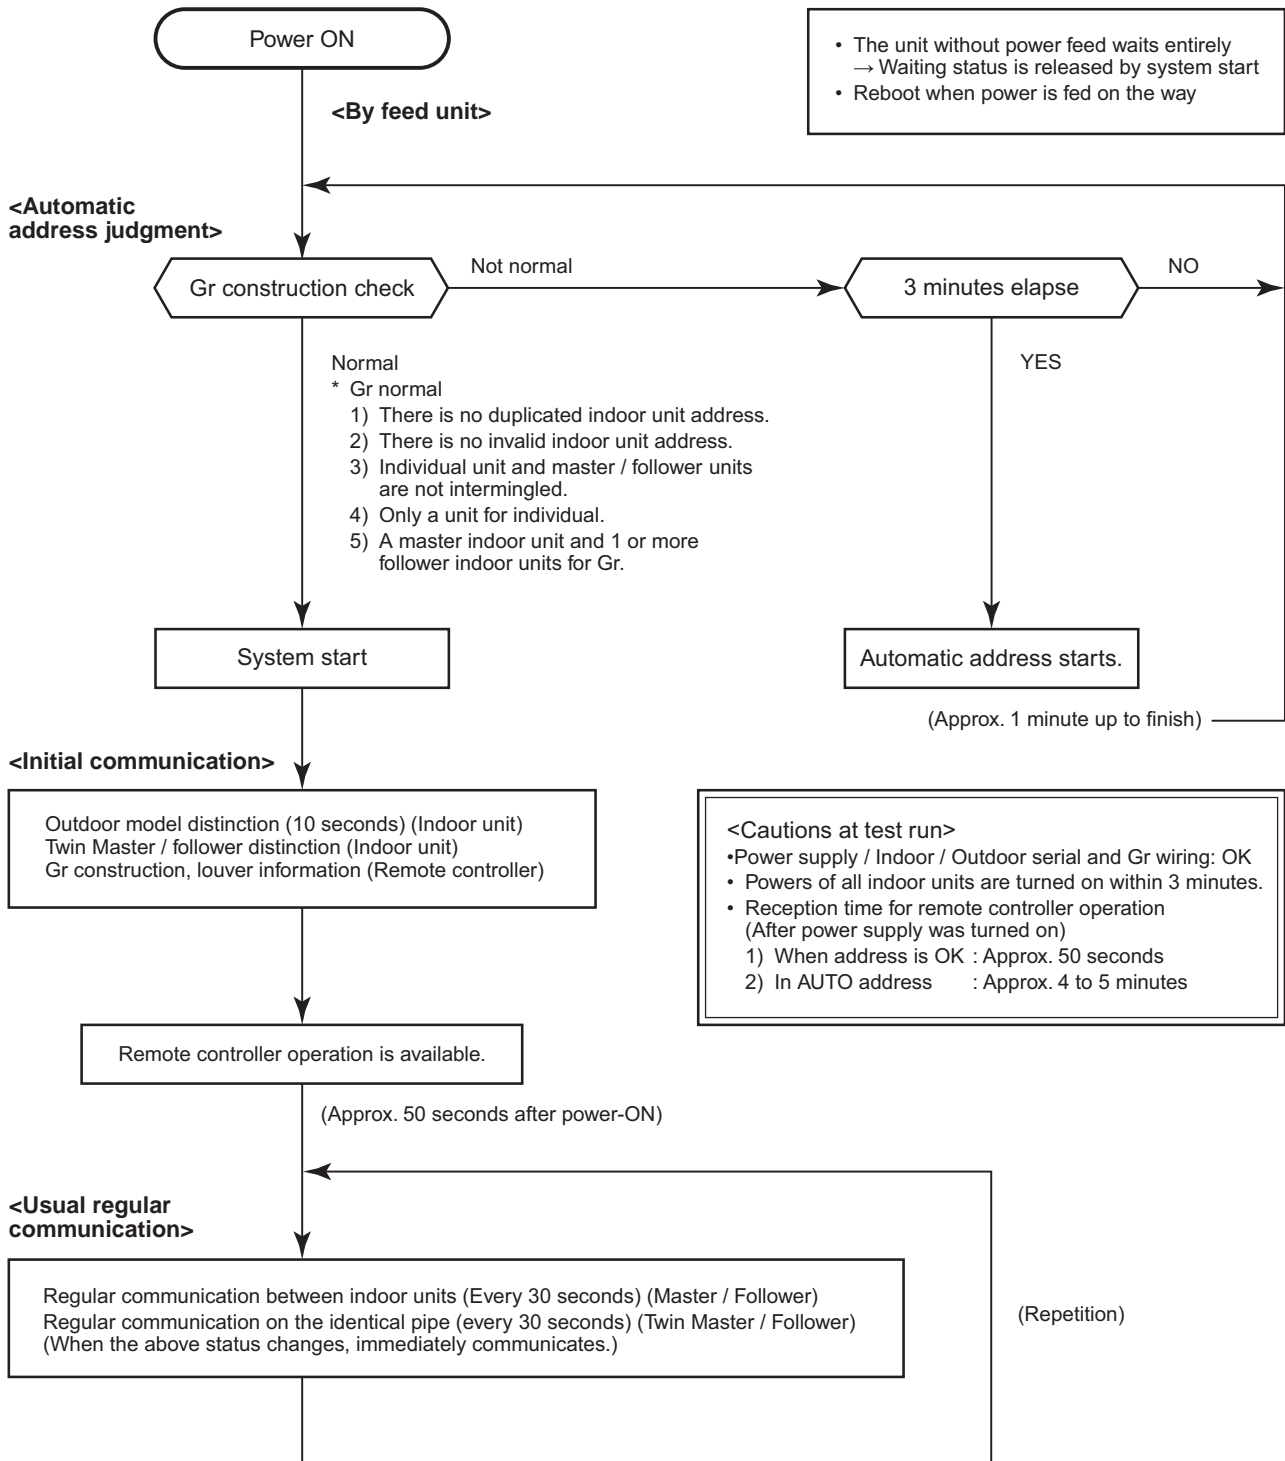 Power ON
• The unit without power feed waits entirely
→ Waiting status is released by system start
• Reboot when power is fed on the way
<By feed unit>
<Automatic
address judgment>
Gr construction check
Not normal
3 minutes elapse
NO
Normal
* Gr normal
1) There is no duplicated indoor unit address.
2) There is no invalid indoor unit address.
3) Individual unit and master / follower units
are not intermingled.
4) Only a unit for individual.
5) A master indoor unit and 1 or more
follower indoor units for Gr.
YES
System start
Automatic address starts.
(Approx. 1 minute up to finish)
<Initial communication>
Outdoor model distinction (10 seconds) (Indoor unit)
Twin Master / follower distinction (Indoor unit)
Gr construction, louver information (Remote controller)
<Cautions at test run>
•Power supply / Indoor / Outdoor serial and Gr wiring: OK
• Powers of all indoor units are turned on within 3 minutes.
• Reception time for remote controller operation
(After power supply was turned on)
1) When address is OK : Approx. 50 seconds
2) In AUTO address : Approx. 4 to 5 minutes
Remote controller operation is available.
(Approx. 50 seconds after power-ON)
<Usual regular
communication>
Regular communication between indoor units (Every 30 seconds) (Master / Follower)
Regular communication on the identical pipe (every 30 seconds) (Twin Master / Follower)
(When the above status changes, immediately communicates.)
(Repetition)